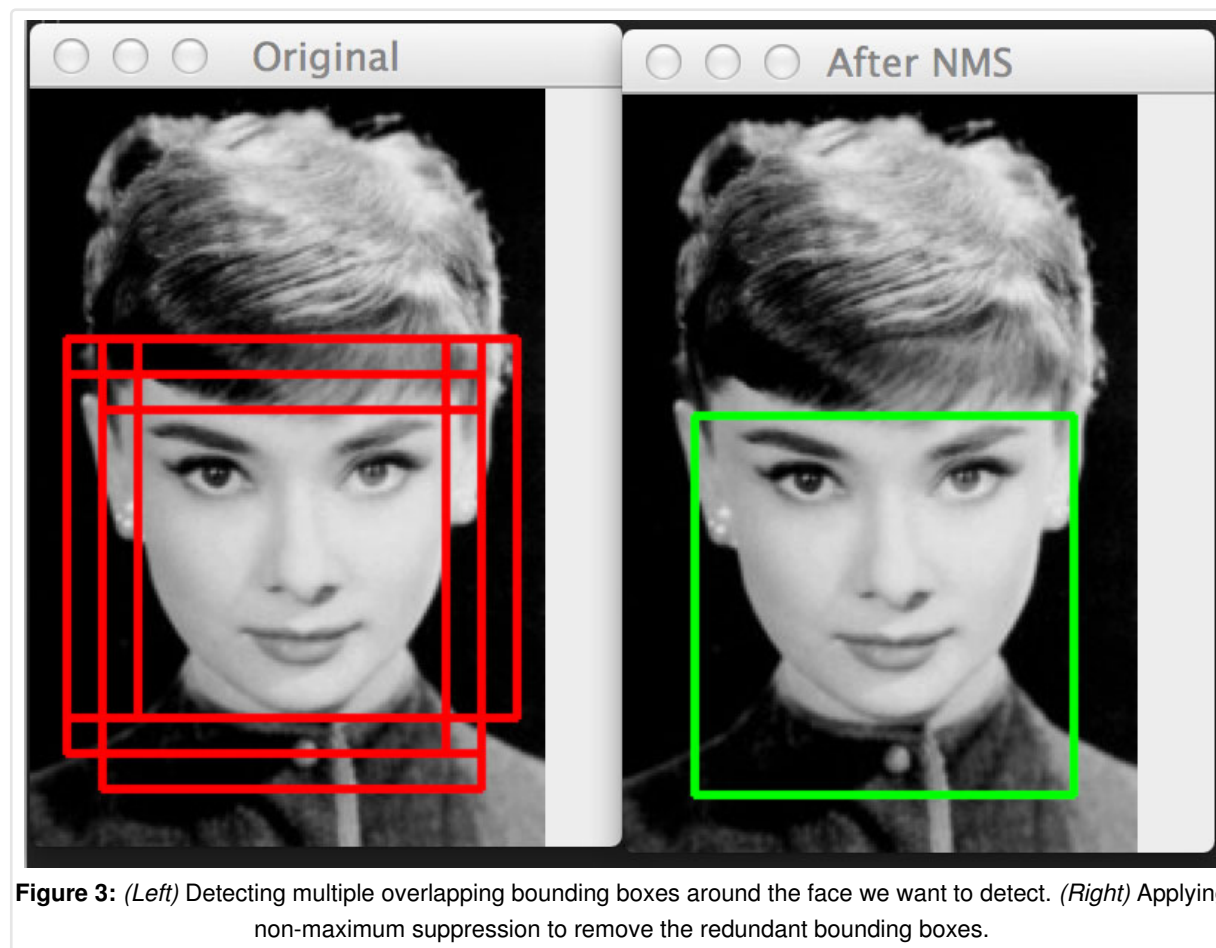 Original
After NMS
Figure 3: (Left) Detecting multiple overlapping bounding boxes around the face we want to detect. (Right) Applyin
non-maximum suppression to remove the redundant bounding boxes.